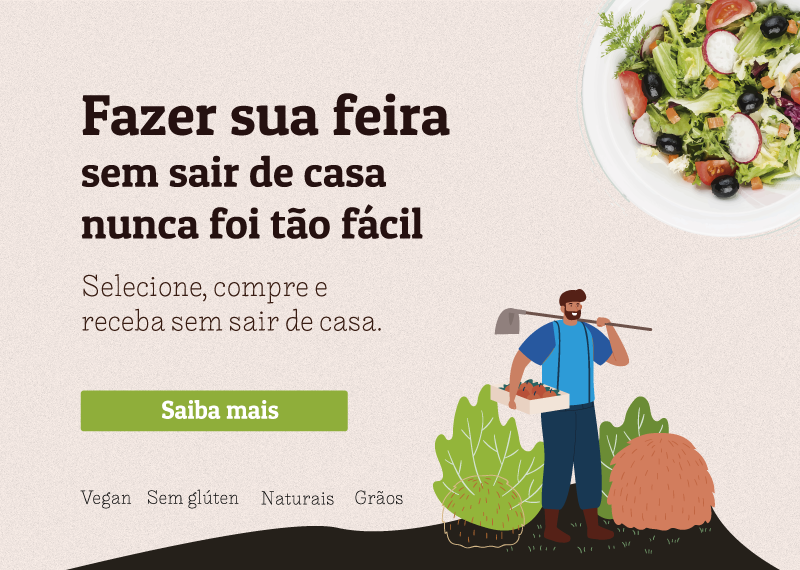 Fazer sua feira
sem sair de casa
nunca foi tão fácil
Selecione, compre e
receba sem sair de casa.
Saiba mais
Vegan Sem glúten Naturais Grãos